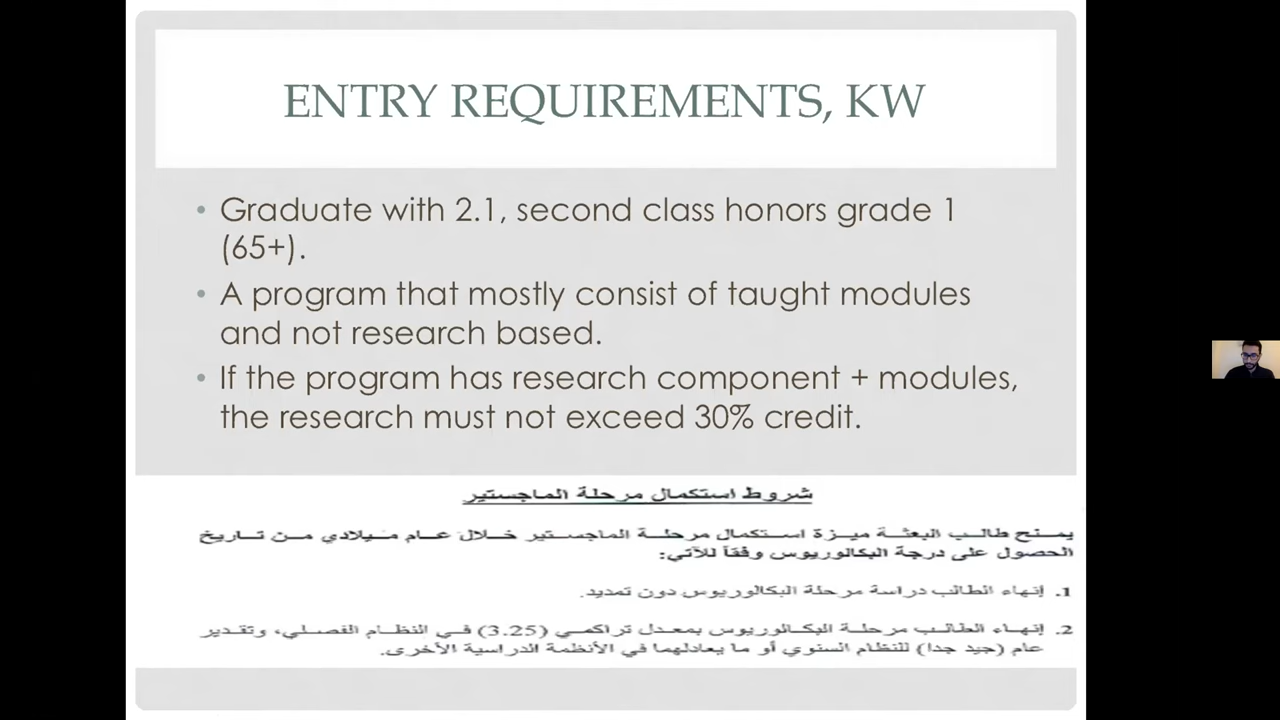 ENTRY REQUIREMENTS, KW
• Graduate with 2.1, second class honors grade 1
(65+).
• A program that mostly consist of taught modules
and not research based.
• If the program has research component + modules,
the research must not exceed 30% credit.
شروط استكمال مرحلة الماجستير
يمنح طالب البعثة ميزة استكمال مرحلة الماجستير خلال عام ميلادي من تاريخ
الحصول على درجة البكالوريوس وفقاً للآتي:
1. إنهاء الطالب دراسة مرحلة البكالوريوس دون تمديد.
2. إنهاء الطالب مرحلة البكالوريوس بمعدل تراكمي (3.25) في النظام الفصلي، وتقدير
عام (جيد جدا) للنظام السنوي أو ما يعادلهما في الأنظمة الدراسية الأخرى.